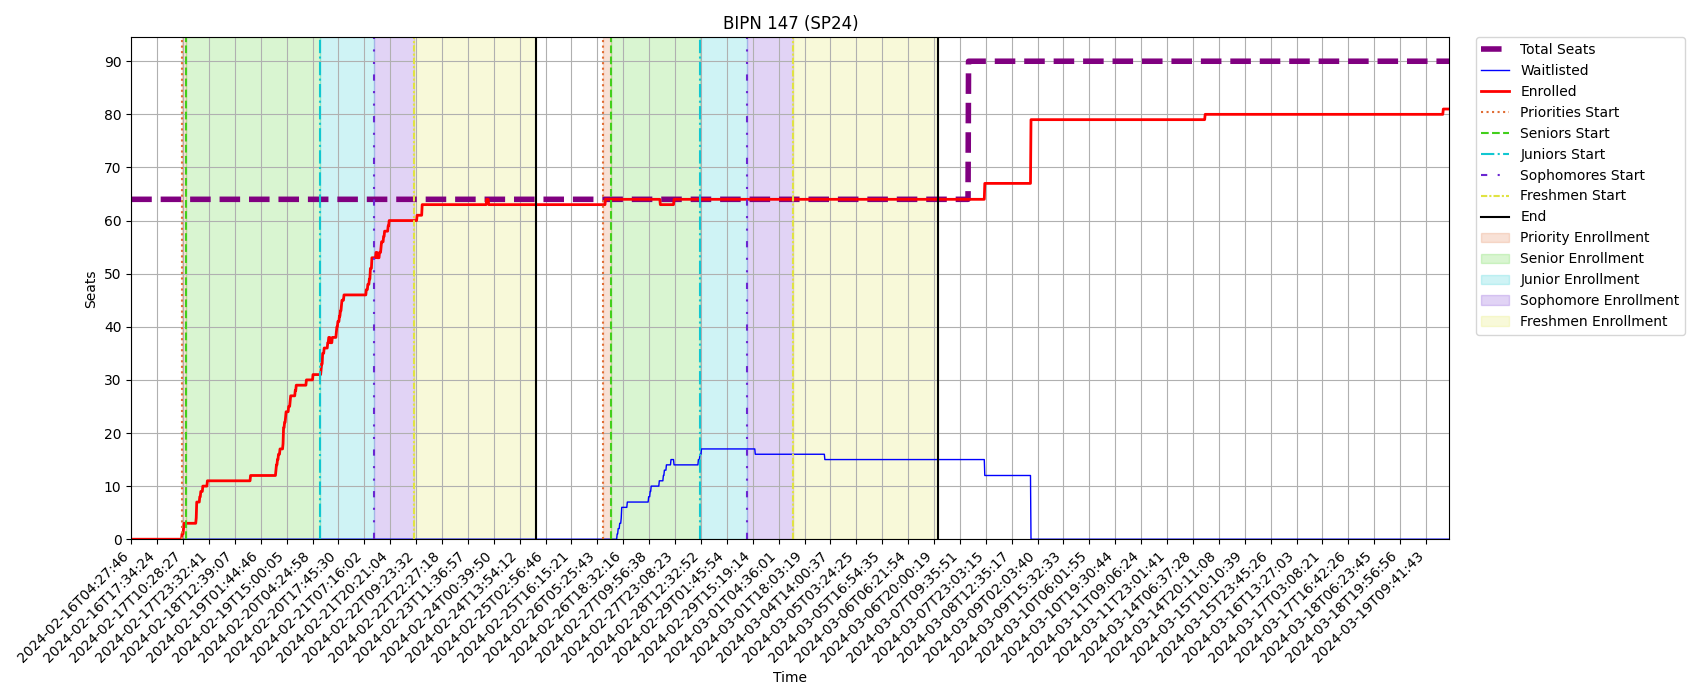 BIPN 147 (SP24)
Seats
90
80
70
60
50
40
30
20
10
0
2024-02-16T04:27:46
2024-02-16T17:34:24
2024-02-17T10:28:27
2024-02-17T23:32:41
2024-02-18T12:39:07
2024-02-19T01:44:46
2024-02-19T15:00:05
2024-02-20T04:24:58
2024-02-20T17:45:30
2024-02-21T07:16:02
2024-02-21T20:21:04
2024-02-22T09:23:32
2024-02-22T22:27:18
2024-02-23T11:36:57
2024-02-24T00:39:50
2024-02-24T13:54:12
2024-02-25T02:56:46
2024-02-25T16:15:21
2024-02-26T05:25:43
2024-02-26T18:32:16
2024-02-27T09:56:38
2024-02-27T23:08:23
2024-02-28T12:32:52
2024-02-29T01:45:54
2024-02-29T15:19:14
2024-03-01T04:36:01
2024-03-01T18:03:19
2024-03-04T14:00:37
2024-03-05T03:24:25
2024-03-05T16:54:35
2024-03-06T06:21:54
2024-03-06T20:00:19
2024-03-07T09:35:51
2024-03-07T23:03:15
2024-03-08T12:35:17
2024-03-09T02:03:40
2024-03-09T15:32:33
2024-03-10T06:01:55
2024-03-10T19:30:44
2024-03-11T09:06:24
2024-03-11T23:01:41
2024-03-14T06:37:28
2024-03-14T20:11:08
2024-03-15T10:10:39
2024-03-15T23:45:26
2024-03-16T13:27:03
2024-03-17T03:08:21
2024-03-17T16:42:26
2024-03-18T06:23:45
2024-03-18T19:56:56
2024-03-19T09:41:43
Time
Total Seats
Waitlisted
Enrolled
Priorities Start
Seniors Start
Juniors Start
Sophomores Start
Freshmen Start
End
Priority Enrollment
Senior Enrollment
Junior Enrollment
Sophomore Enrollment
Freshmen Enrollment